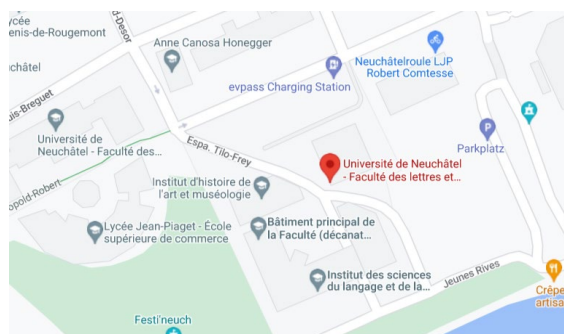 ycée
enis-de-Rougemont
d-Desor
Anne Canosa Honegger
Neuchâtelroule LJP
Robert Comtesse
châtel
evpass Charging Station
is-Breguet
Université de
Neuchâtel - Faculté des...
Espa. Tilo-Frey
Parkplatz
Université de Neuchâtel
- Faculté des lettres et...
Institut d'histoire de
l'art et muséologie
opold-Robert
Lycée Jean-Piaget - École
supérieure de commerce
Bâtiment principal de
la Faculté (décanat...
Institut des sciences
du langage et de la...
Jeunes Rives
Crêpe
artisa
Festi'neuch